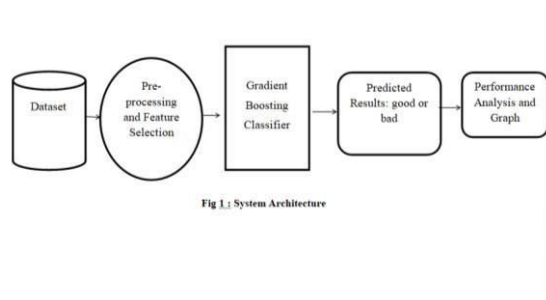 Dataset
Pre-
processing
and Feature
Selection
Gradient
Boosting
Classifier
Predicted
Results: good or
bad
Performance
Analysis and
Graph
Fig 1 : System Architecture